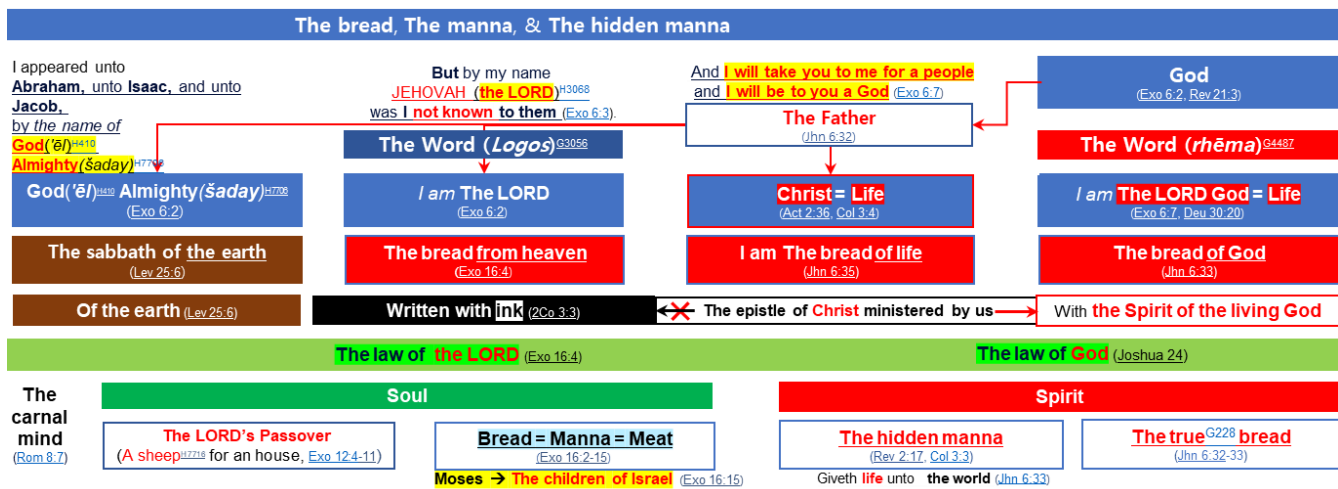 The bread, The manna, & The hidden manna
I appeared unto
Abraham, unto Isaac, and unto
Jacob,
by the name of
God('ēl)H410
Almighty(šaday)H7706
But by my name
JEHOVAH (the LORD)H3068
was I not known to them (Exo 6:3).
And I will take you to me for a people
and I will be to you a God (Exo 6:7)
God
(Exo 6:2, Rev 21:3)
The Father
(Jhn 6:32)
The Word (Logos)G3056
The Word (rhēma)G4487
God('ēl)H410 Almighty(šaday)H7706
(Exo 6:2)
I am The LORD
(Exo 6:2)
Christ = Life
(Act 2:36, Col 3:4)
I am The LORD God = Life
(Exo 6:7, Deu 30:20)
The sabbath of the earth
(Lev 25:6)
The bread from heaven
(Exo 16:4)
I am The bread of life
(Jhn 6:35)
The bread of God
(Jhn 6:33)
Of the earth (Lev 25:6)
Written with ink (2Co 3:3)
The epistle of Christ ministered by us
With the Spirit of the living God
The law of the LORD (Exo 16:4)
The law of God (Joshua 24)
The
carnal
mind
(Rom 8:7)
Soul
Spirit
The LORD's Passover
(A sheepH7716 for an house, Exo 12:4-11)
Bread = Manna = Meat
(Exo 16:2-15)
Moses → The children of Israel (Exo 16:15)
The hidden manna
(Rev 2:17, Col 3:3)
Giveth life unto the world (Jhn 6:33)
The trueG228 bread
(Jhn 6:32-33)